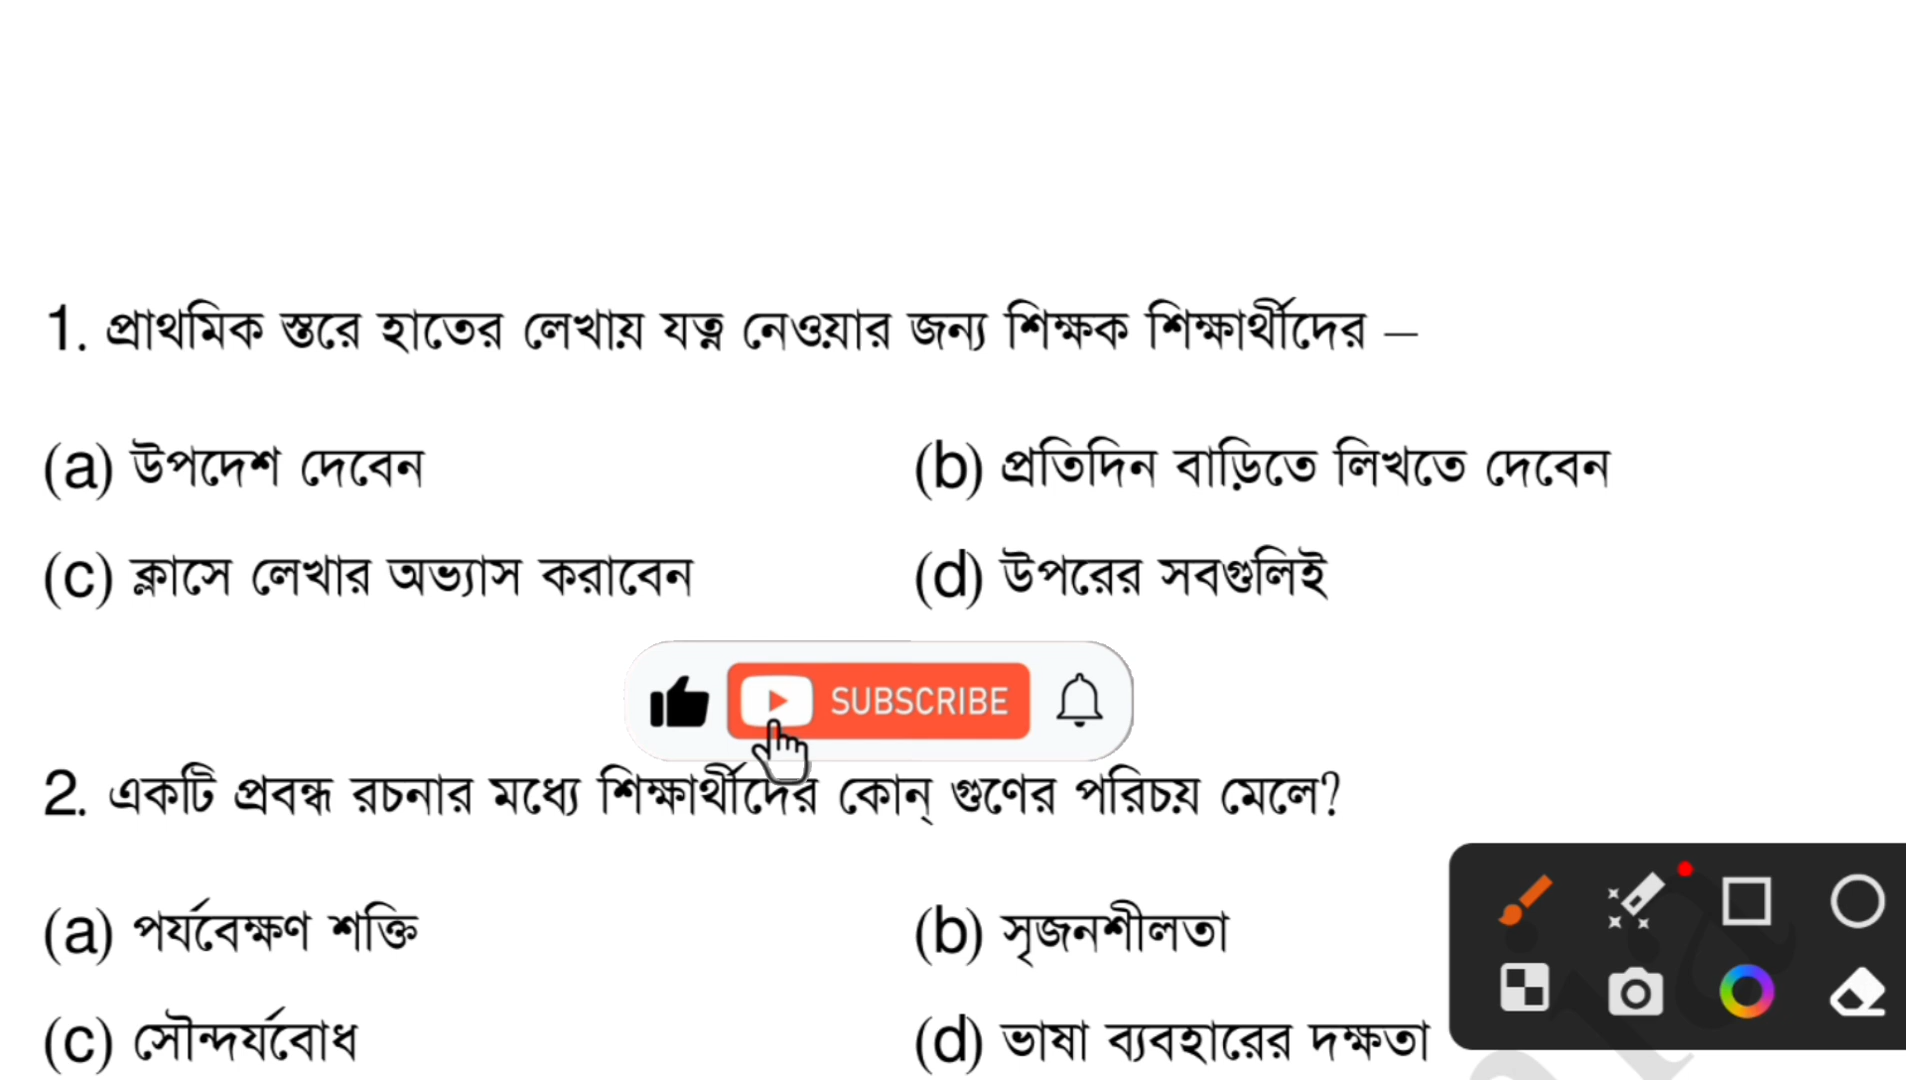 1. প্রাথমিক স্তরে হাতের লেখায় যত্ন নেওয়ার জন্য শিক্ষক শিক্ষার্থীদের –
(a) উপদেশ দেবেন (b) প্রতিদিন বাড়িতে লিখতে দেবেন
(c) ক্লাসে লেখার অভ্যাস করাবেন (d) উপরের সবগুলিই
SUBSCRIBE
2. একটি প্রবন্ধ রচনার মধ্যে শিক্ষার্থীদের কোন্ গুণের পরিচয় মেলে?
(a) পর্যবেক্ষণ শক্তি (b) সৃজনশীলতা
(c) সৌন্দর্যবোধ (d) ভাষা ব্যবহারের দক্ষতা